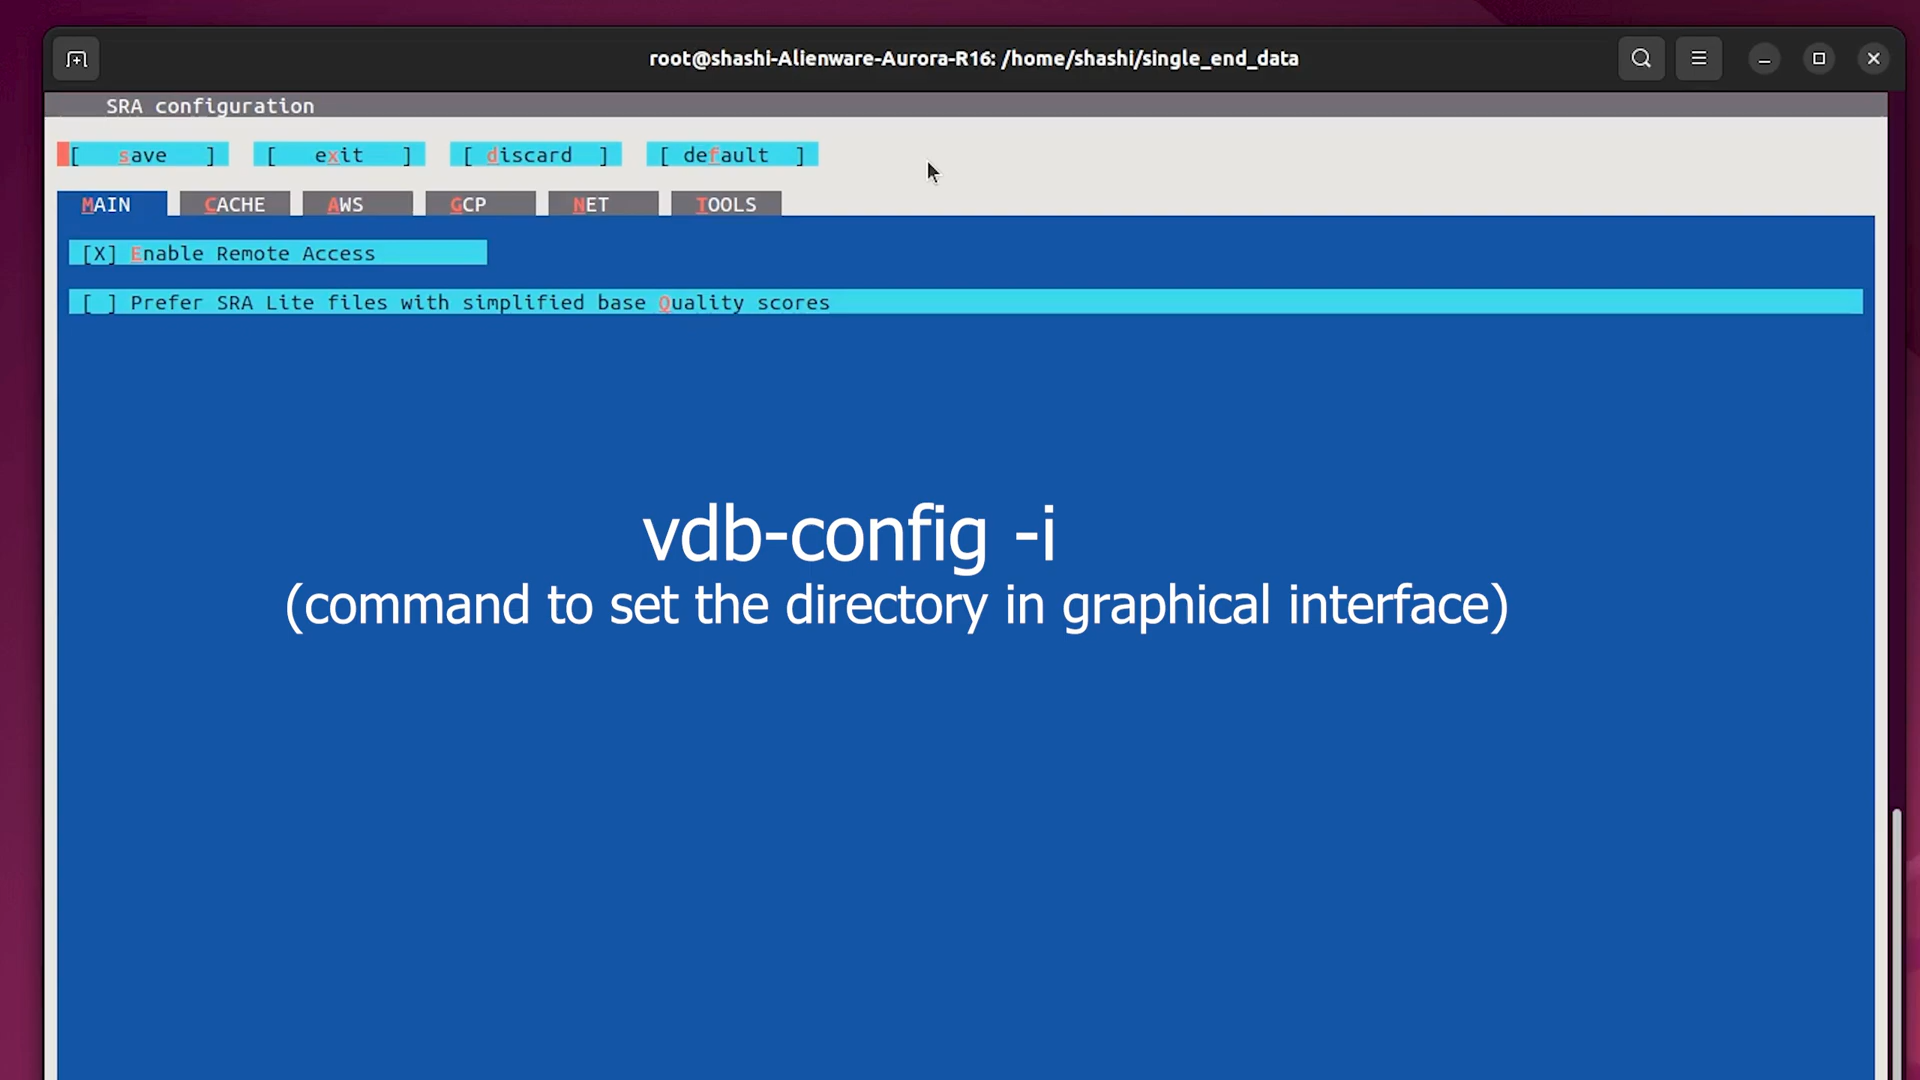 root@shashi-Alienware-Aurora-R16: /home/shashi/single_end_data
SRA configuration
[ save ] [ exit ] [ discard ] [ default ]
MAIN CACHE AWS GCP NET TOOLS
[X] Enable Remote Access
[ ] Prefer SRA Lite files with simplified base Quality scores
vdb-config -i
(command to set the directory in graphical interface)